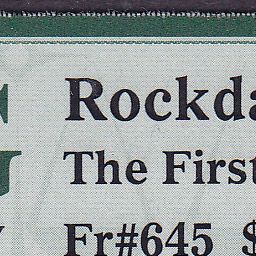 Rockda
The First
Fr#645 $